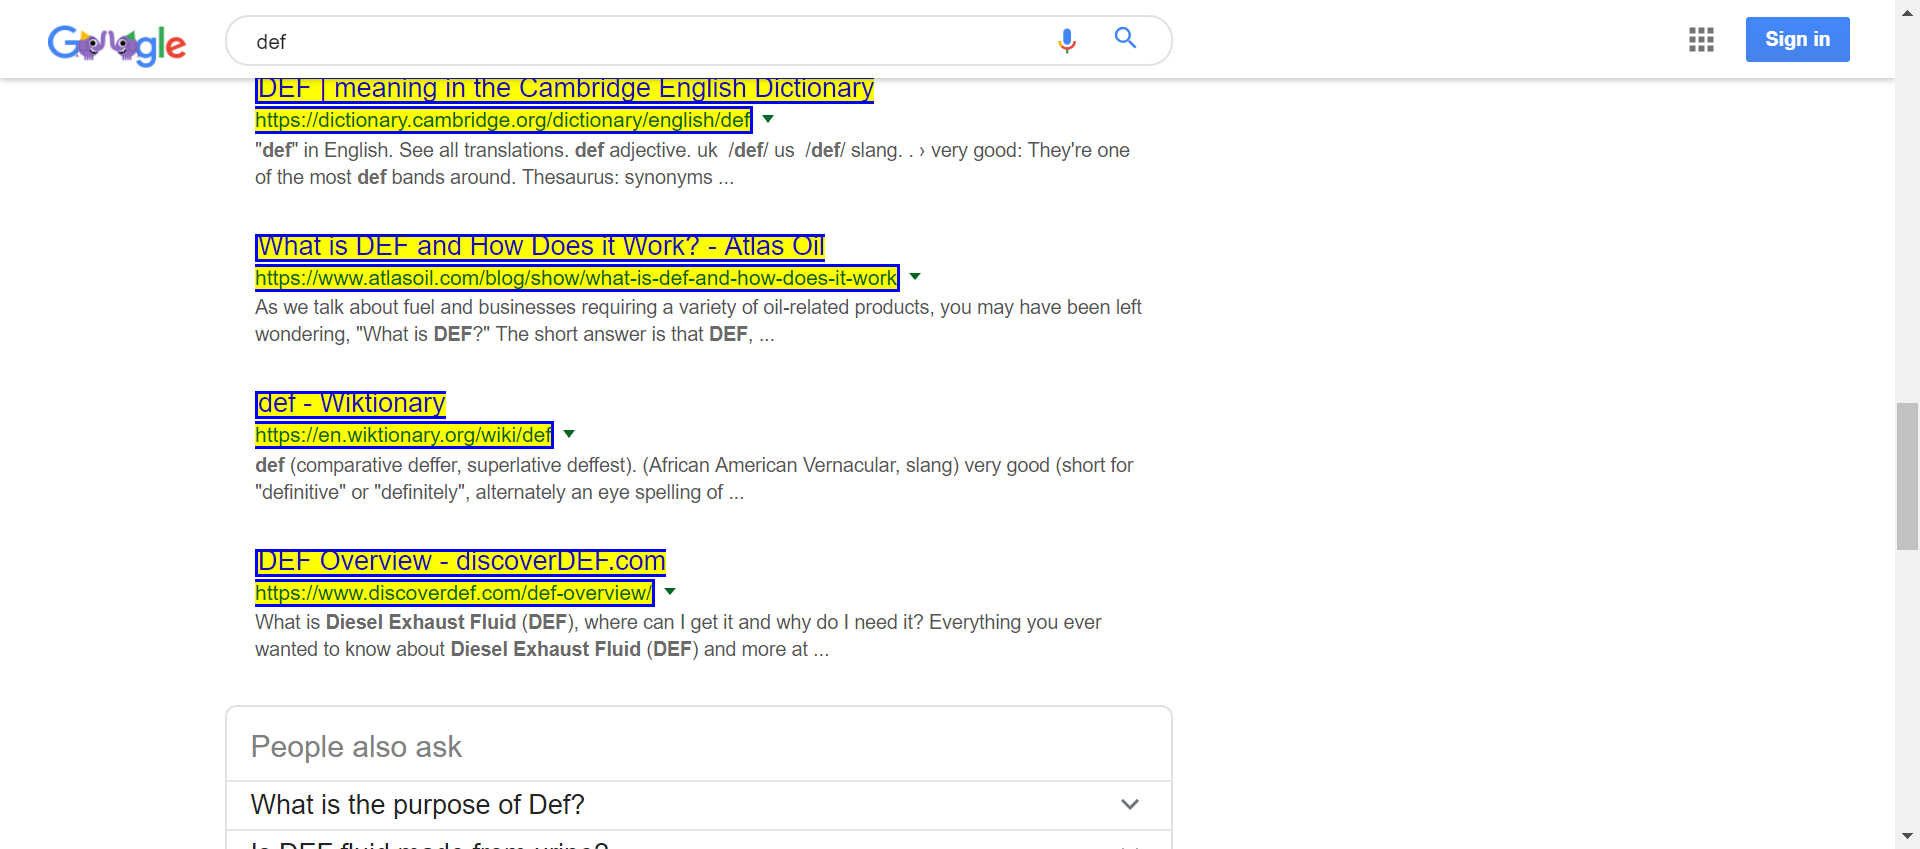 Google
def
Sign in
DEF | meaning in the Cambridge English Dictionary
https://dictionary.cambridge.org/dictionary/english/def
"def" in English. See all translations. def adjective. uk /def/ us /def/ slang. . › very good: They're one
of the most def bands around. Thesaurus: synonyms ...
What is DEF and How Does it Work? - Atlas Oil
https://www.atlasoil.com/blog/show/what-is-def-and-how-does-it-work
As we talk about fuel and businesses requiring a variety of oil-related products, you may have been left
wondering, "What is DEF?" The short answer is that DEF, ...
def - Wiktionary
https://en.wiktionary.org/wiki/def
def (comparative deffer, superlative deffest). (African American Vernacular, slang) very good (short for
"definitive" or "definitely", alternately an eye spelling of ...
DEF Overview - discoverDEF.com
https://www.discoverdef.com/def-overview/
What is Diesel Exhaust Fluid (DEF), where can I get it and why do I need it? Everything you ever
wanted to know about Diesel Exhaust Fluid (DEF) and more at ...
People also ask
What is the purpose of Def?
Is DEF fluid made from urine?